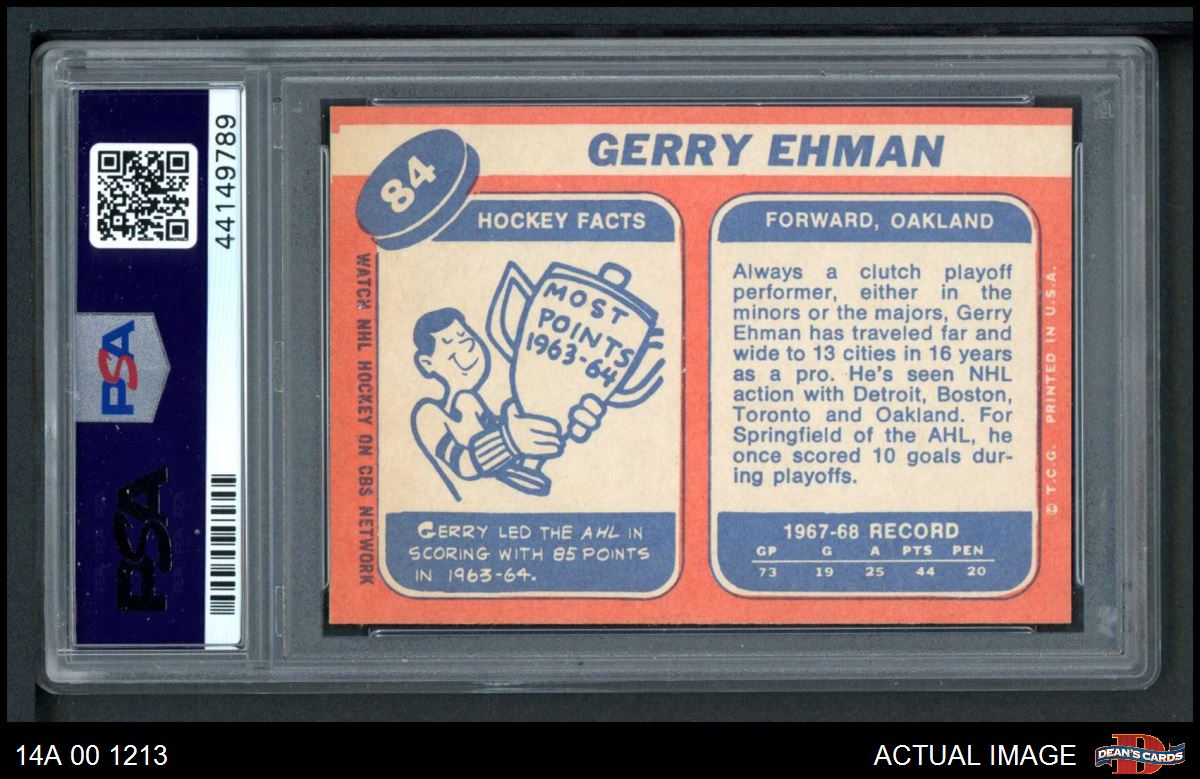 44149789
PSA
PSA
84
GERRY EHMAN
HOCKEY FACTS
MOST
POINTS
1963-64
GERRY LED THE AHL IN
SCORING WITH 85 POINTS
IN 1963-64.
WATCH NHL HOCKEY ON CBS NETWORK
FORWARD, OAKLAND
Always a clutch playoff
performer, either in the
minors or the majors, Gerry
Ehman has traveled far and
wide to 13 cities in 16 years
as a pro. He's seen NHL
action with Detroit, Boston,
Toronto and Oakland. For
Springfield of the AHL, he
once scored 10 goals dur-
ing playoffs.
1967-68 RECORD
GP G A PTS PEN
73 19 25 44 20
© T.C.G. PRINTED IN U.S.A.
14A 00 1213
ACTUAL IMAGE
D
DEAN'S CARDS